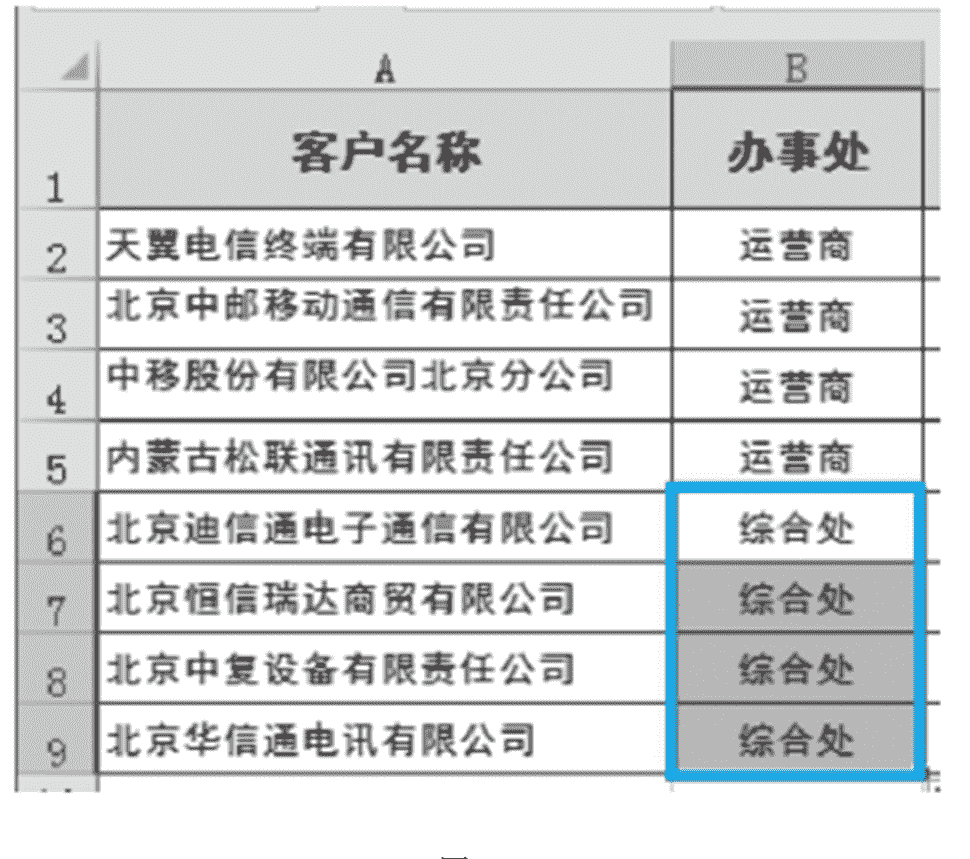 A B
1 客户名称 办事处
2 天翼电信终端有限公司 运营商
3 北京中邮移动通信有限责任公司 运营商
4 中移股份有限公司北京分公司 运营商
5 内蒙古松联通讯有限责任公司 运营商
6 北京迪信通电子通信有限公司 综合处
7 北京恒信瑞达商贸有限公司 综合处
8 北京中复设备有限责任公司 综合处
9 北京华信通电讯有限公司 综合处